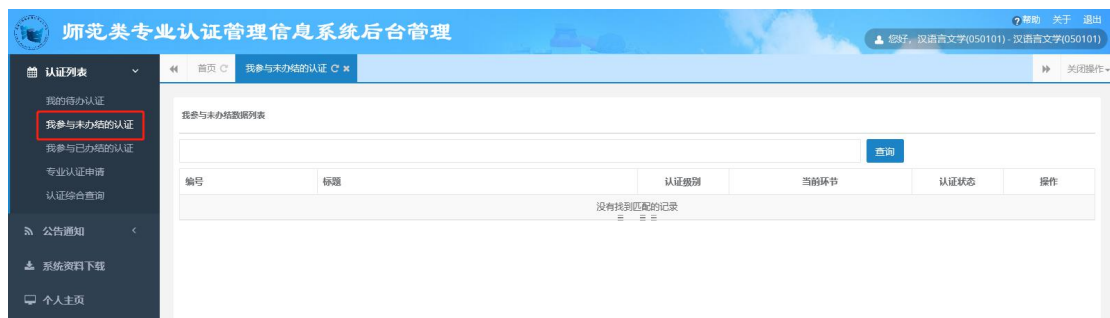 师范类专业认证管理信息系统后台管理
帮助 关于 退出
您好，汉语言文学(050101) - 汉语言文学(050101)
认证列表
首页
我参与未办结的认证
关闭操作
我的待办认证
我参与未办结的认证
我参与已办结的认证
专业认证申请
认证综合查询
公告通知
系统资料下载
个人主页
我参与未办结数据列表
查询
编号 标题 认证级别 当前环节 认证状态 操作
没有找到匹配的记录